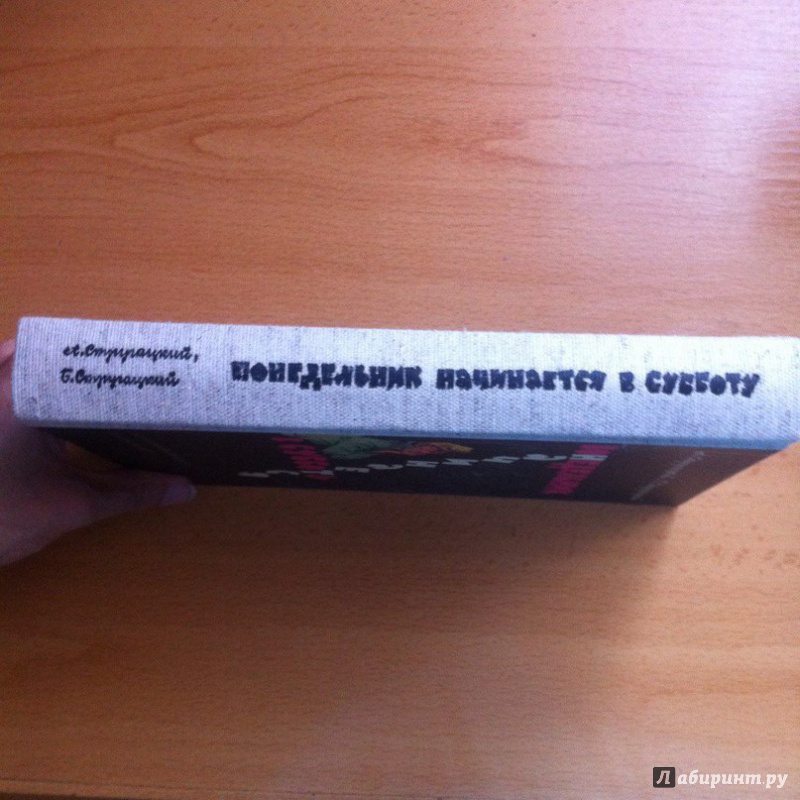 А. Стругацкий,
Б. Стругацкий
ПОНЕДЕЛЬНИК НАЧИНАЕТСЯ В СУББОТУ
Лабиринт.ру